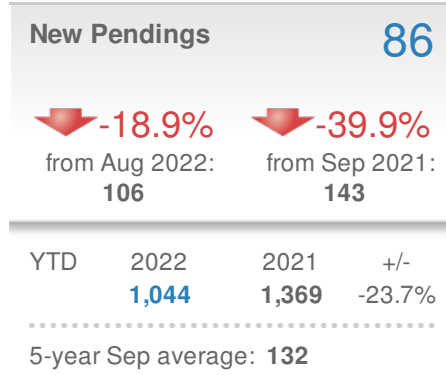 New Pendings 86
-18.9% -39.9%
from Aug 2022: from Sep 2021:
106 143
YTD 2022 2021 +/-
1,044 1,369 -23.7%
5-year Sep average: 132